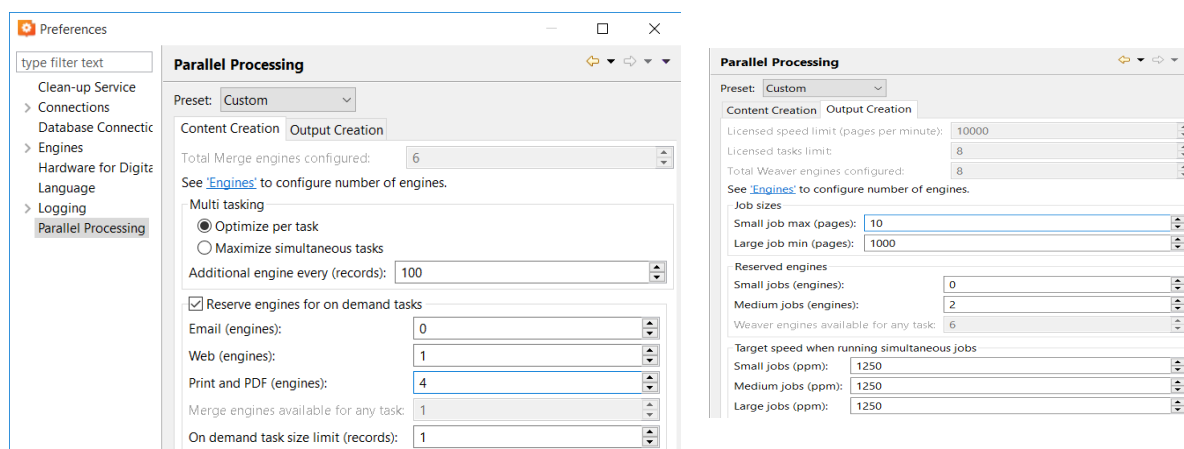 Preferences
type filter text
Clean-up Service
Connections
Database Connectic
Engines
Hardware for Digita
Language
Logging
Parallel Processing
Parallel Processing
Preset: Custom
Content Creation Output Creation
Total Merge engines configured: 6
See 'Engines' to configure number of engines.
Multi tasking
Optimize per task
Maximize simultaneous tasks
Additional engine every (records): 100
Reserve engines for on demand tasks
Email (engines): 0
Web (engines): 1
Print and PDF (engines): 4
Merge engines available for any task: 1
On demand task size limit (records): 1
Parallel Processing
Preset: Custom
Content Creation Output Creation
Licensed speed limit (pages per minute): 10000
Licensed tasks limit: 8
Total Weaver engines configured: 8
See 'Engines' to configure number of engines.
Job sizes
Small job max (pages): 10
Large job min (pages): 1000
Reserved engines
Small jobs (engines): 0
Medium jobs (engines): 2
Weaver engines available for any task: 6
Target speed when running simultaneous jobs
Small jobs (ppm): 1250
Medium jobs (ppm): 1250
Large jobs (ppm): 1250